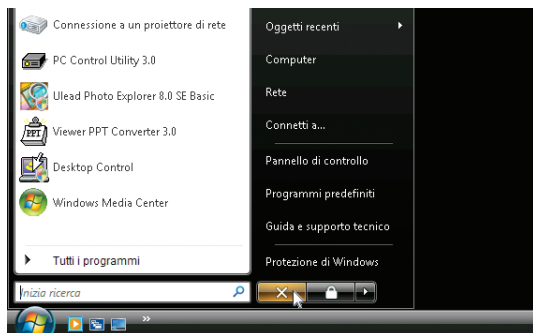 Connessione a un proiettore di rete
PC Control Utility 3.0
Ulead Photo Explorer 8.0 SE Basic
PPT
Viewer PPT Converter 3.0
Desktop Control
Windows Media Center
Tutti i programmi
Inizia ricerca
Oggetti recenti
Computer
Rete
Connetti a...
Pannello di controllo
Programmi predefiniti
Guida e supporto tecnico
Protezione di Windows